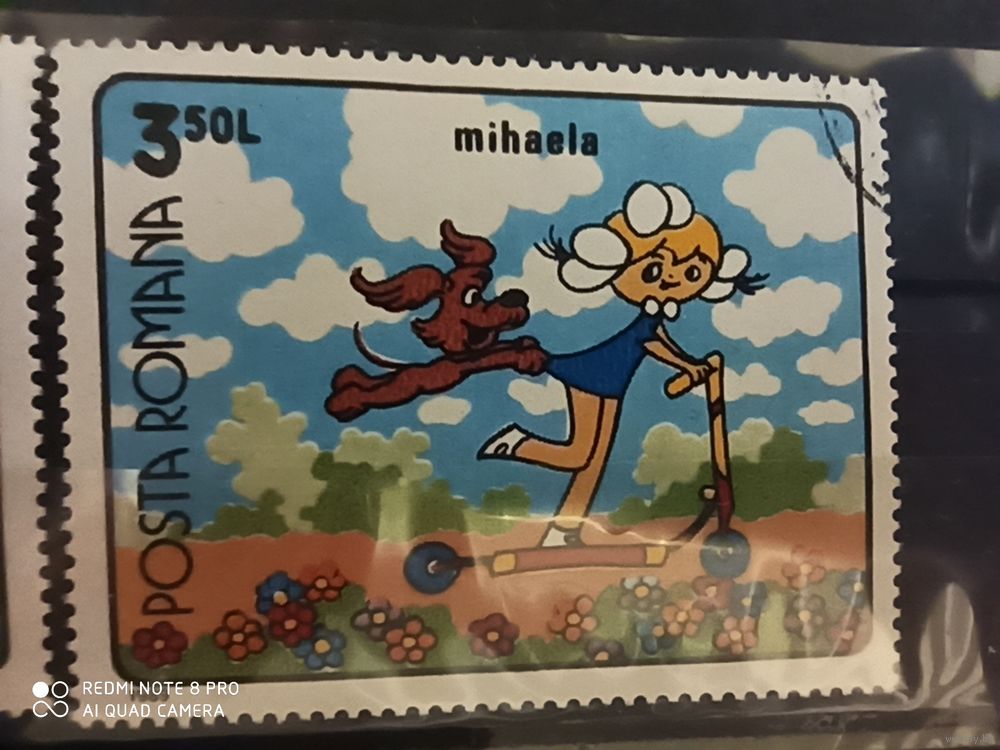 3 50L
mihaela
POSTA ROMANA
REDMI NOTE 8 PRO
AI QUAD CAMERA